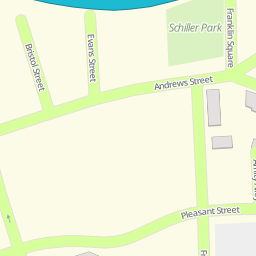 Schiller Park
Franklin Square
Bristol Street
Evans Street
Andrews Street
Pleasant Street